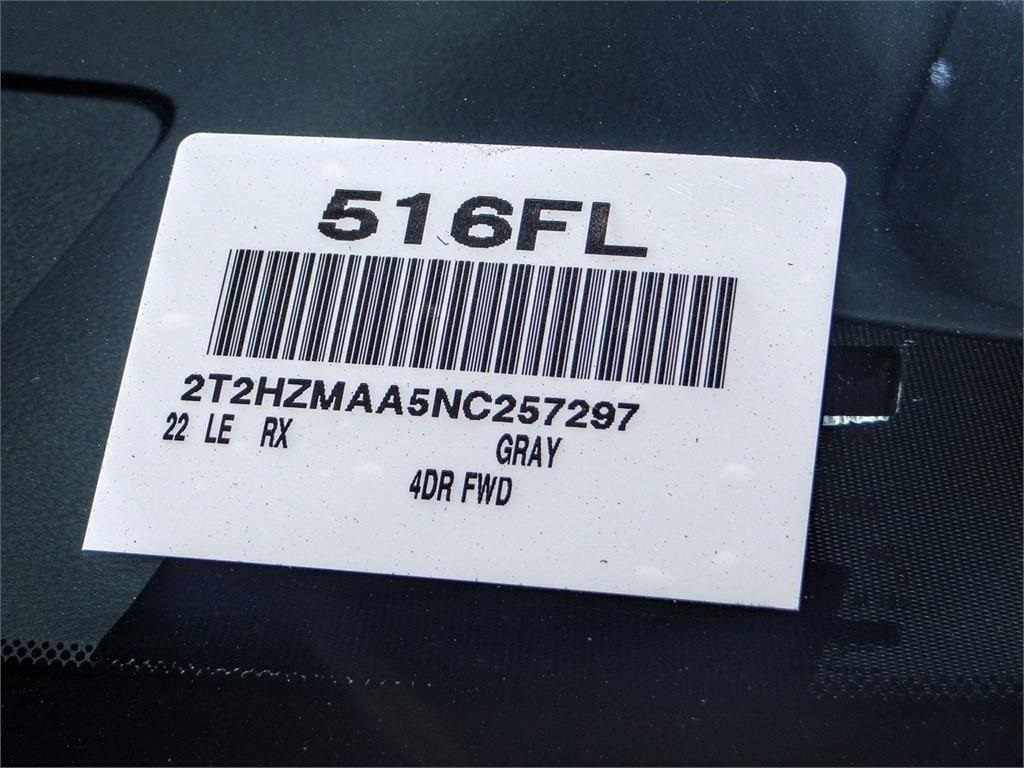 516FL
2T2HZMAA5NC257297
22 LE RX GRAY
4DR FWD